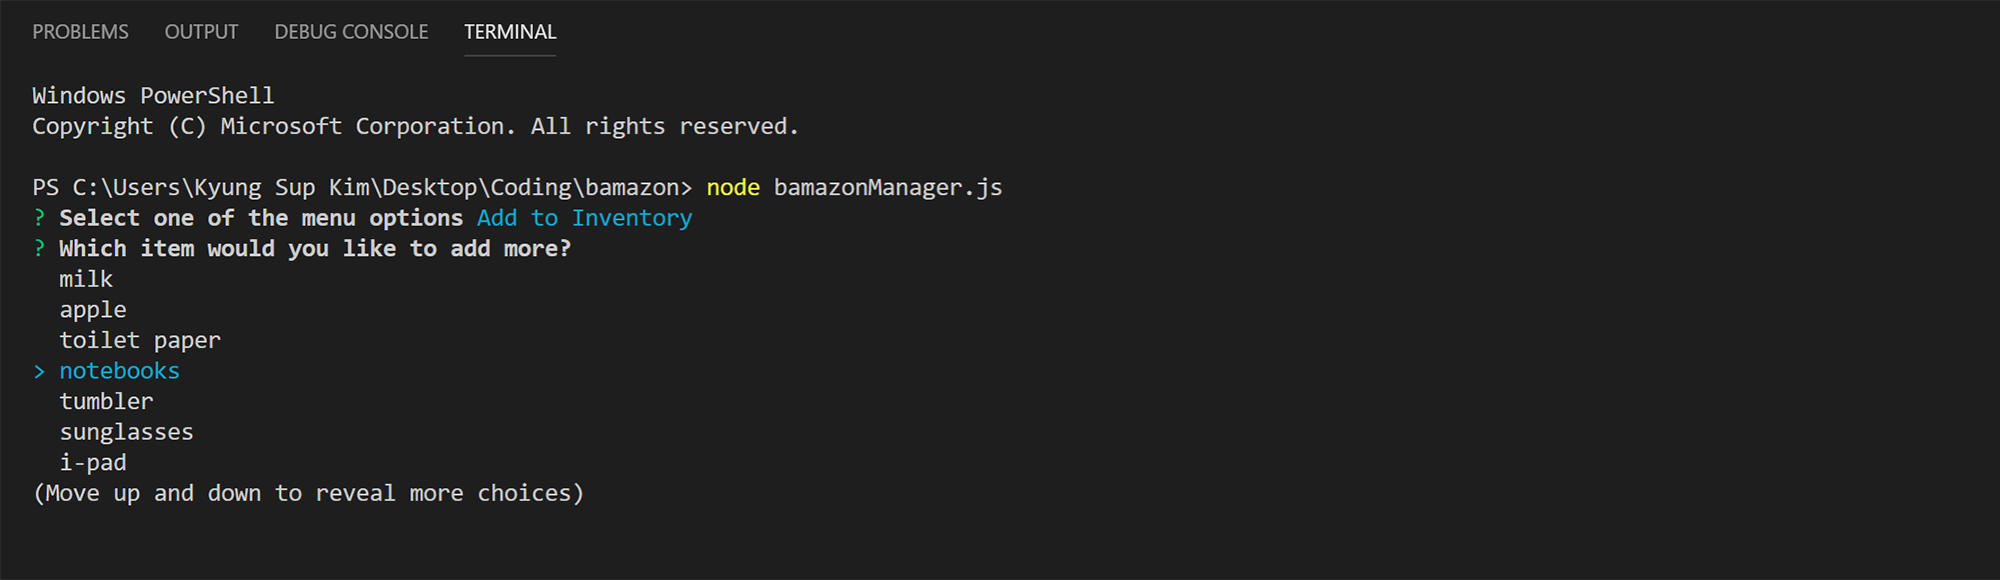 PROBLEMS OUTPUT DEBUG CONSOLE TERMINAL
Windows PowerShell
Copyright (C) Microsoft Corporation. All rights reserved.
PS C:\Users\Kyung Sup Kim\Desktop\Coding\bamazon> node bamazonManager.js
? Select one of the menu options Add to Inventory
? Which item would you like to add more?
milk
apple
toilet paper
> notebooks
tumbler
sunglasses
i-pad
(Move up and down to reveal more choices)